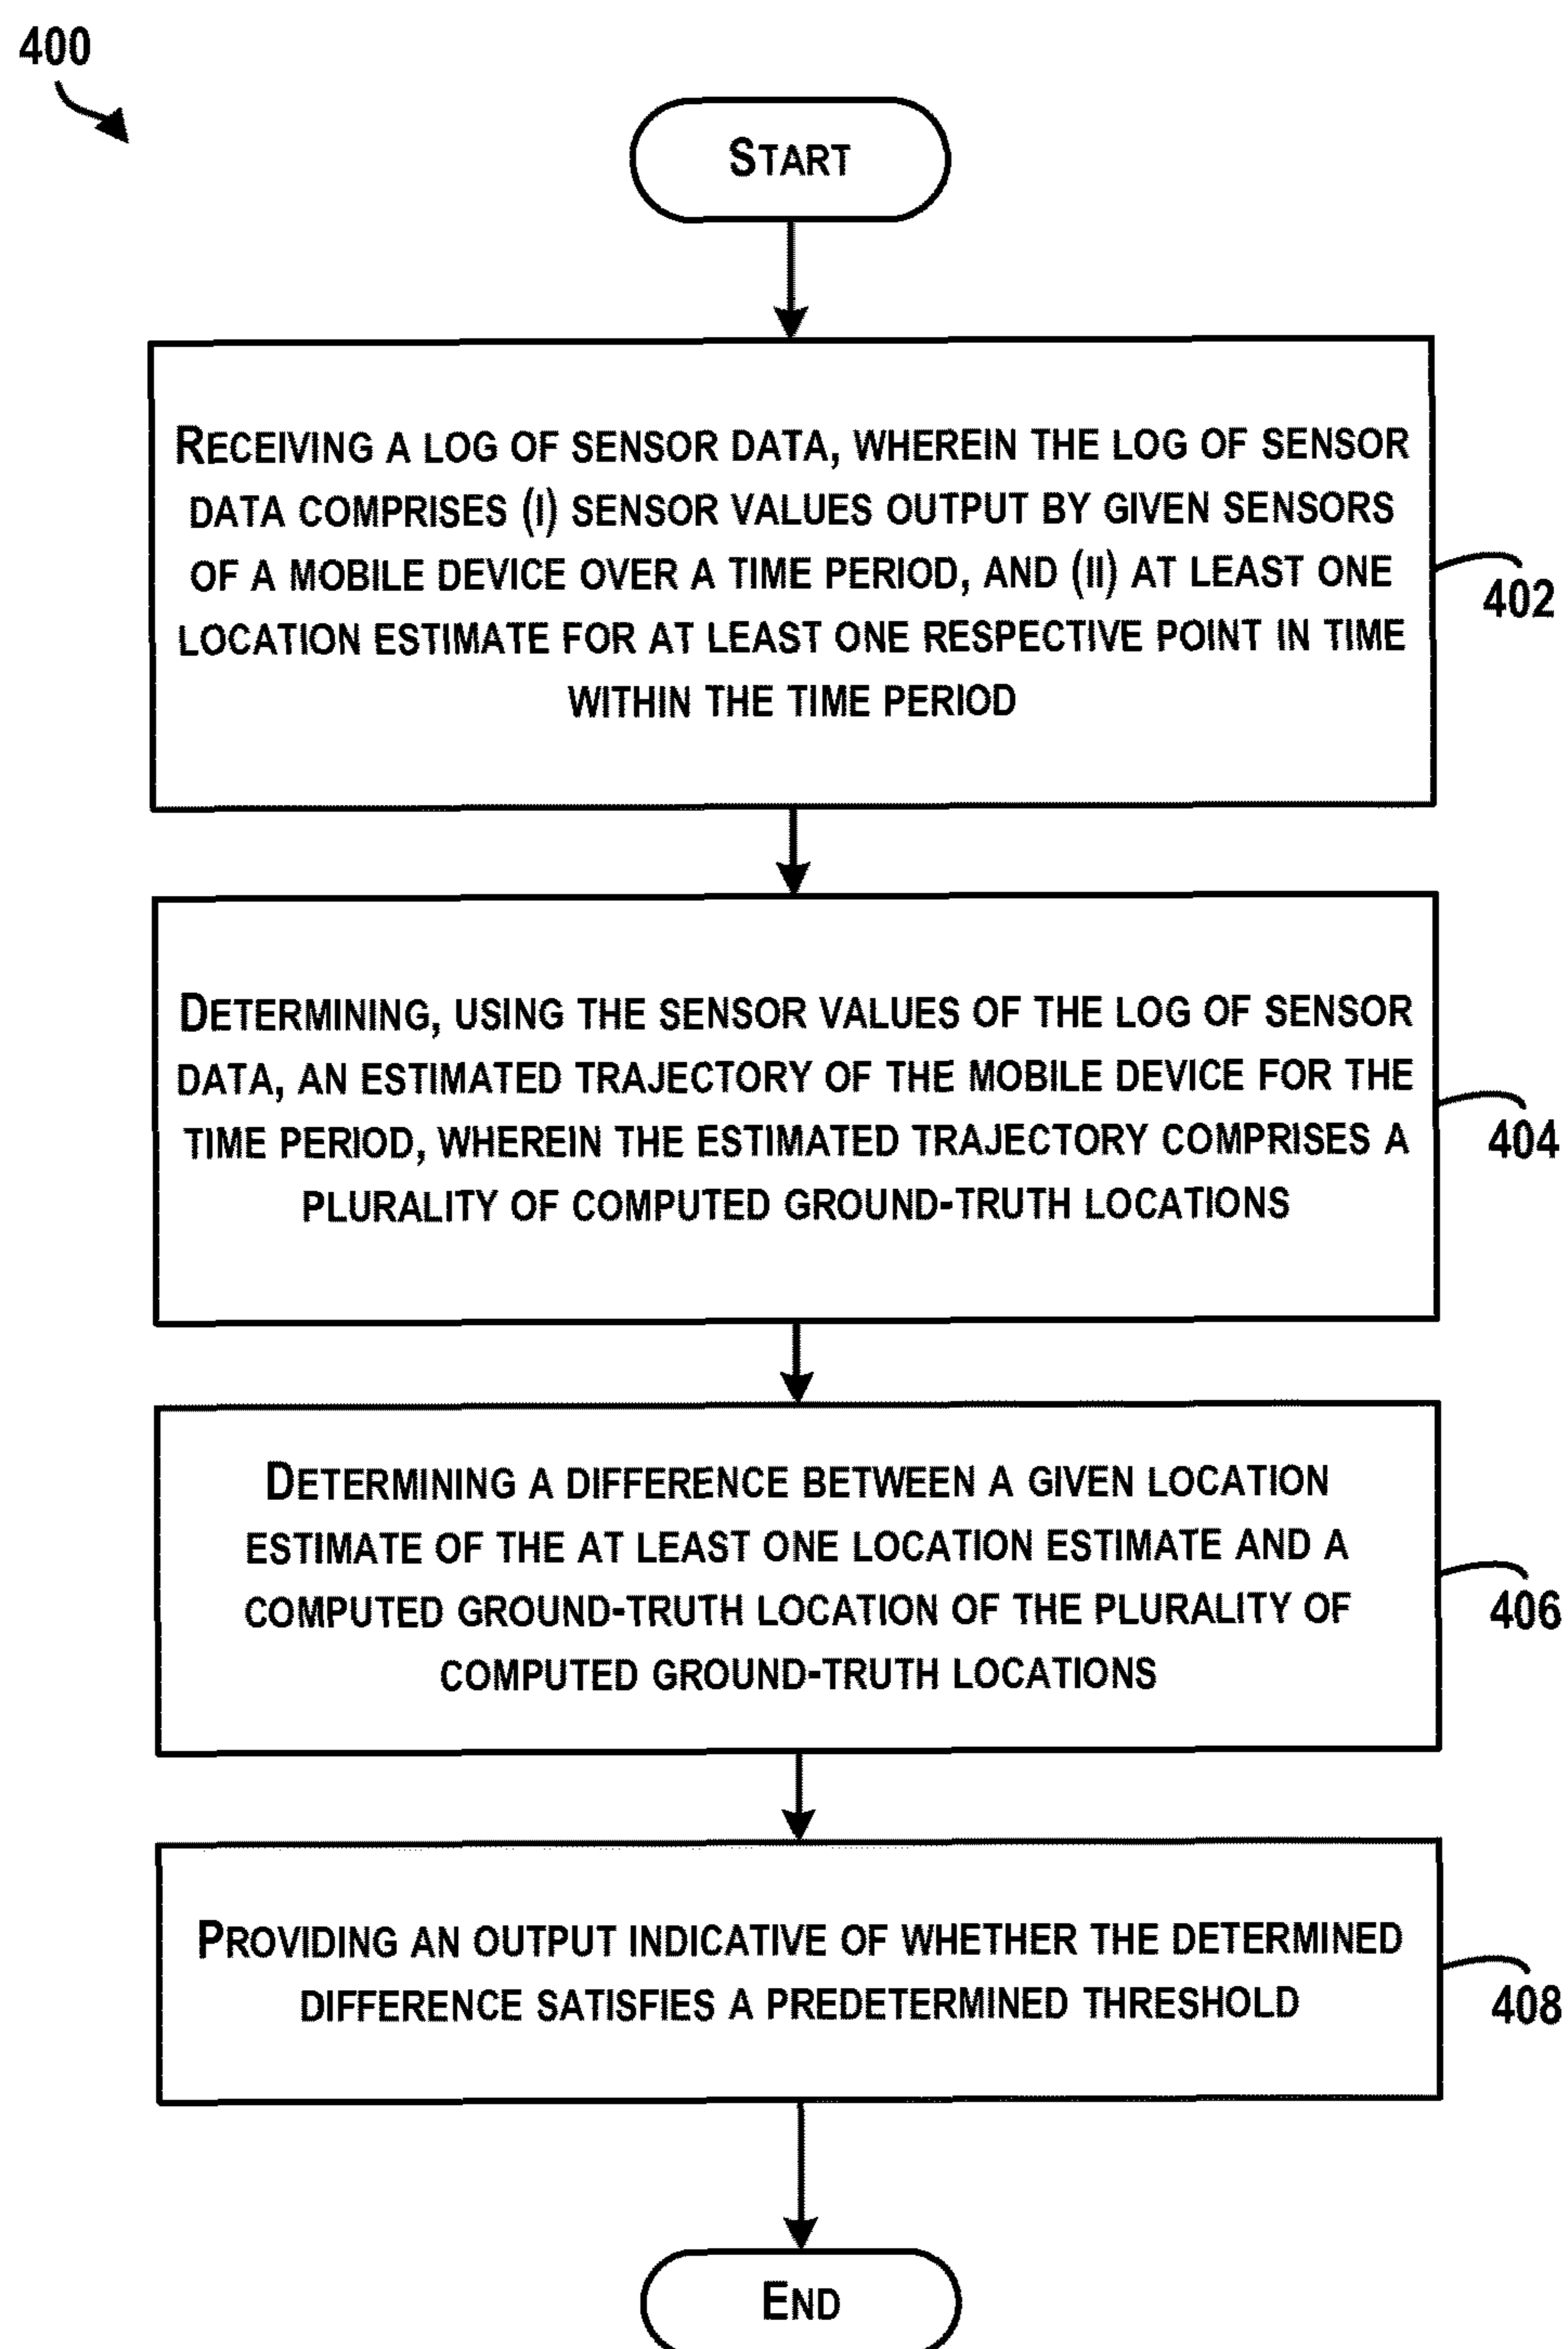 400
START
RECEIVING A LOG OF SENSOR DATA, WHEREIN THE LOG OF SENSOR
DATA COMPRISES (I) SENSOR VALUES OUTPUT BY GIVEN SENSORS
OF A MOBILE DEVICE OVER A TIME PERIOD, AND (II) AT LEAST ONE
LOCATION ESTIMATE FOR AT LEAST ONE RESPECTIVE POINT IN TIME
WITHIN THE TIME PERIOD
402
DETERMINING, USING THE SENSOR VALUES OF THE LOG OF SENSOR
DATA, AN ESTIMATED TRAJECTORY OF THE MOBILE DEVICE FOR THE
TIME PERIOD, WHEREIN THE ESTIMATED TRAJECTORY COMPRISES A
PLURALITY OF COMPUTED GROUND-TRUTH LOCATIONS
404
DETERMINING A DIFFERENCE BETWEEN A GIVEN LOCATION
ESTIMATE OF THE AT LEAST ONE LOCATION ESTIMATE AND A
COMPUTED GROUND-TRUTH LOCATION OF THE PLURALITY OF
COMPUTED GROUND-TRUTH LOCATIONS
406
PROVIDING AN OUTPUT INDICATIVE OF WHETHER THE DETERMINED
DIFFERENCE SATISFIES A PREDETERMINED THRESHOLD
408
END